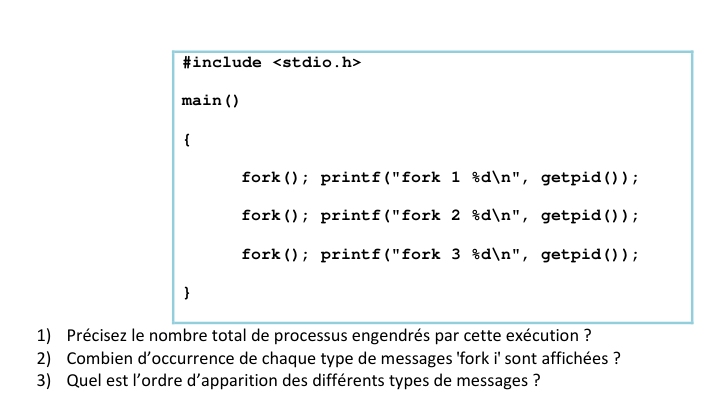 #include <stdio.h>
main()
{
fork(); printf("fork 1 %d\n", getpid());
fork(); printf("fork 2 %d\n", getpid());
fork(); printf("fork 3 %d\n", getpid());
}
1) Précisez le nombre total de processus engendrés par cette exécution ?
2) Combien d’occurrence de chaque type de messages 'fork i' sont affichées ?
3) Quel est l’ordre d’apparition des différents types de messages ?